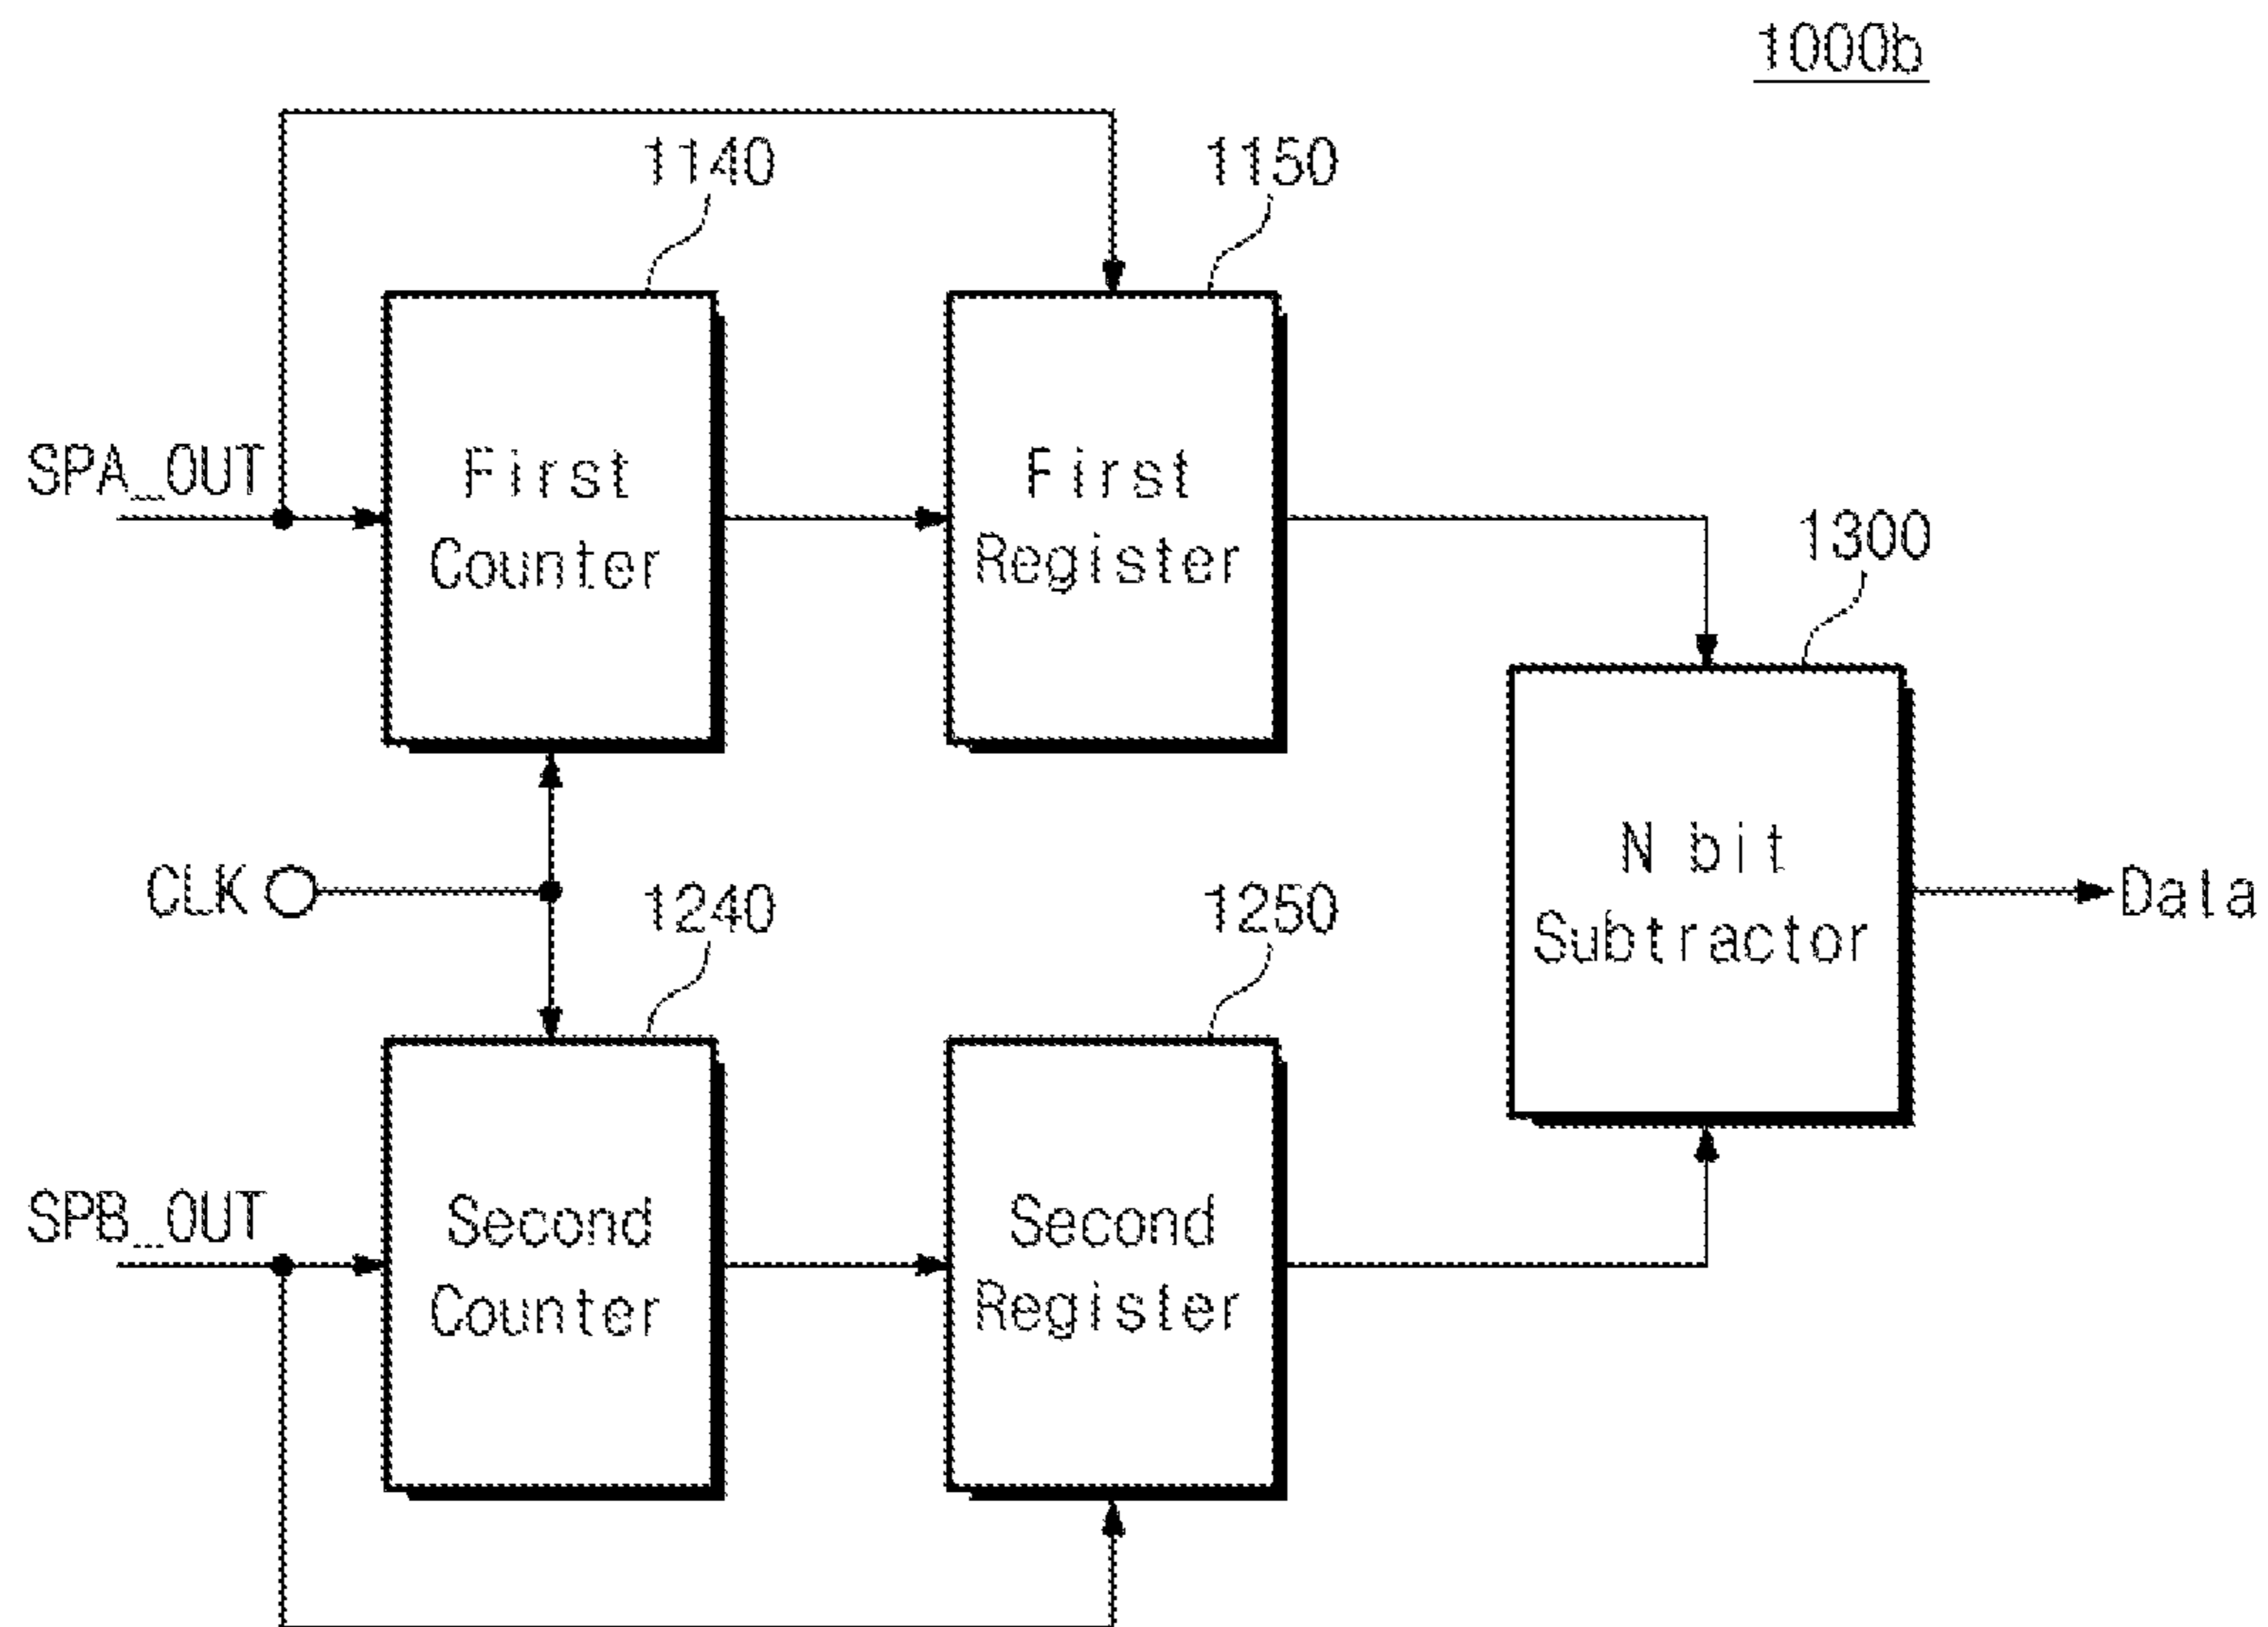 1000b
1140
1150
SPA_OUT
First
Counter
First
Register
1300
CLK
1240
1250
N bit
Subtractor
Data
SPB_OUT
Second
Counter
Second
Register